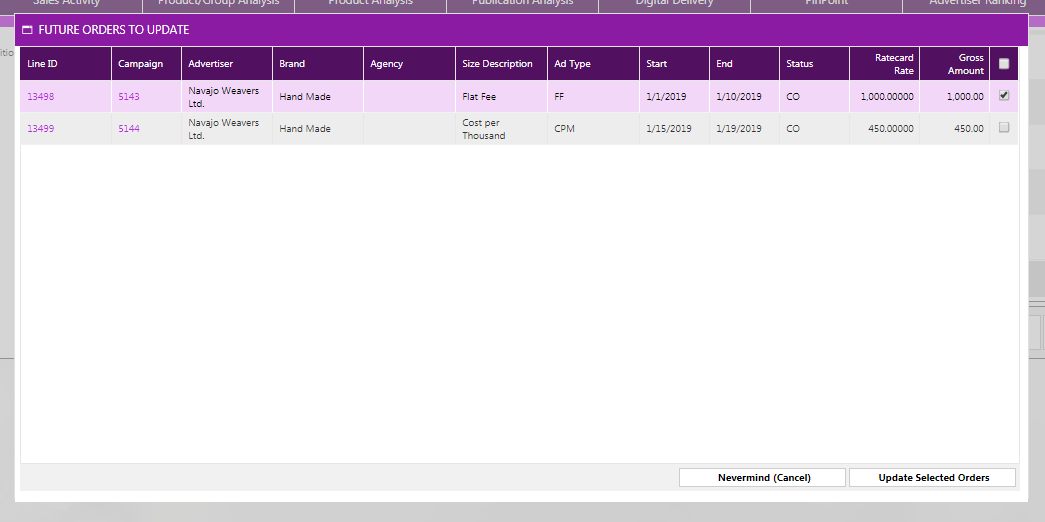 Sales Activity Product/Group Analysis Product Analysis Publication Analysis Digital Delivery PinPoint Advertiser Ranking
FUTURE ORDERS TO UPDATE
Line ID Campaign Advertiser Brand Agency Size Description Ad Type Start End Status Ratecard Rate Gross Amount
13498 5143 Navajo Weavers Ltd. Hand Made Flat Fee FF 1/1/2019 1/10/2019 CO 1,000.00000 1,000.00
13499 5144 Navajo Weavers Ltd. Hand Made Cost per Thousand CPM 1/15/2019 1/19/2019 CO 450.00000 450.00
Nevermind (Cancel) Update Selected Orders